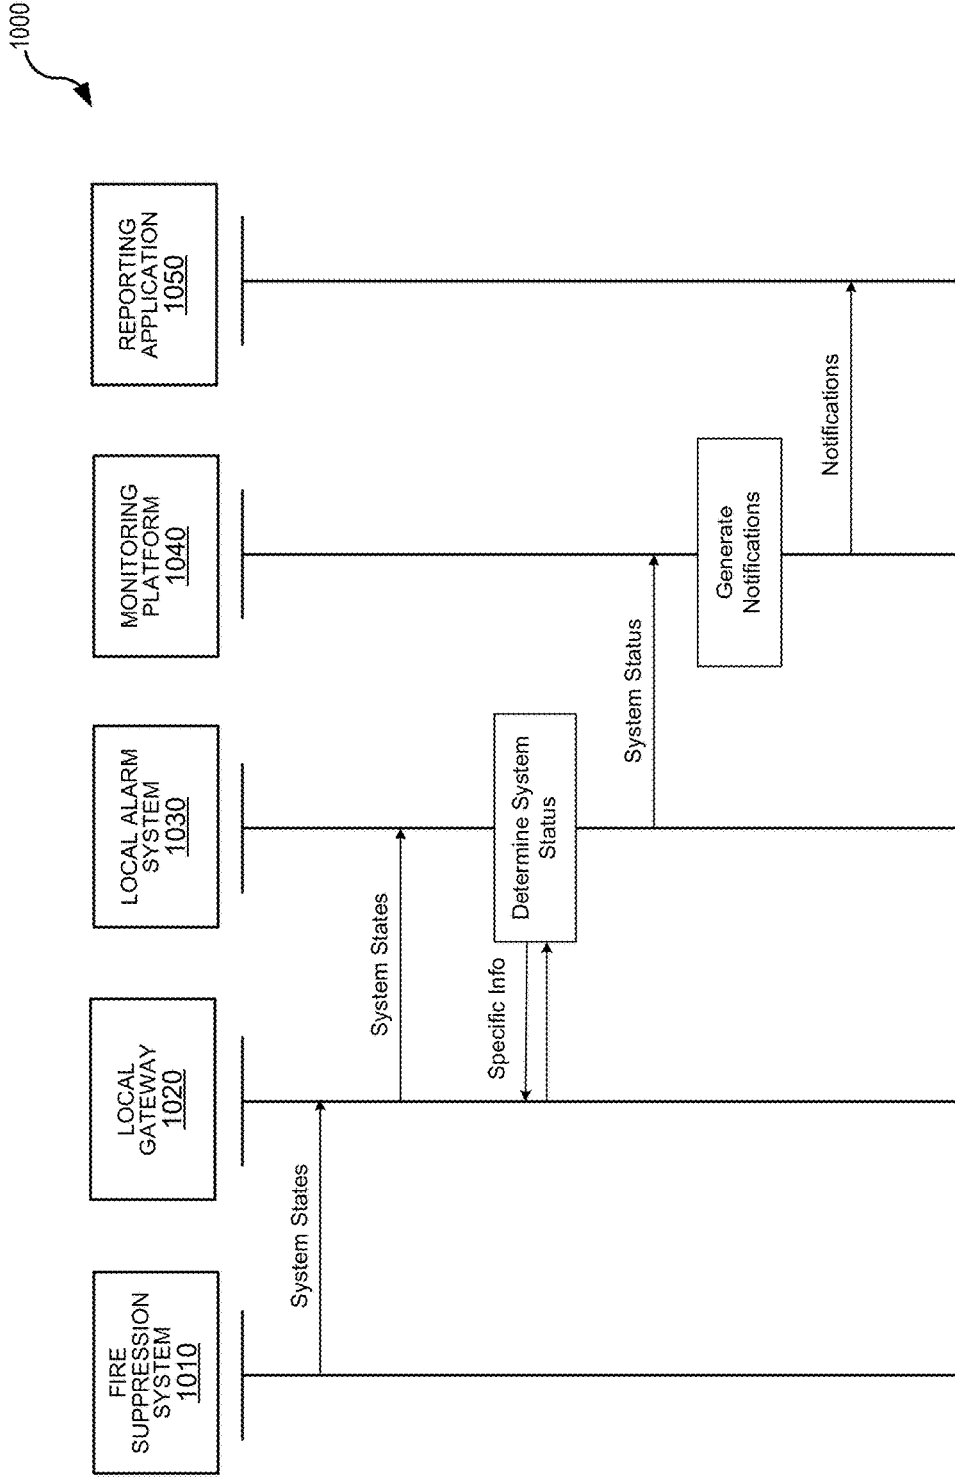 1000
FIRE
SUPPRESSION
SYSTEM
1010
LOCAL
GATEWAY
1020
LOCAL ALARM
SYSTEM
1030
MONITORING
PLATFORM
1040
REPORTING
APPLICATION
1050
System States
System States
Specific Info
Determine System
Status
System Status
Generate
Notifications
Notifications